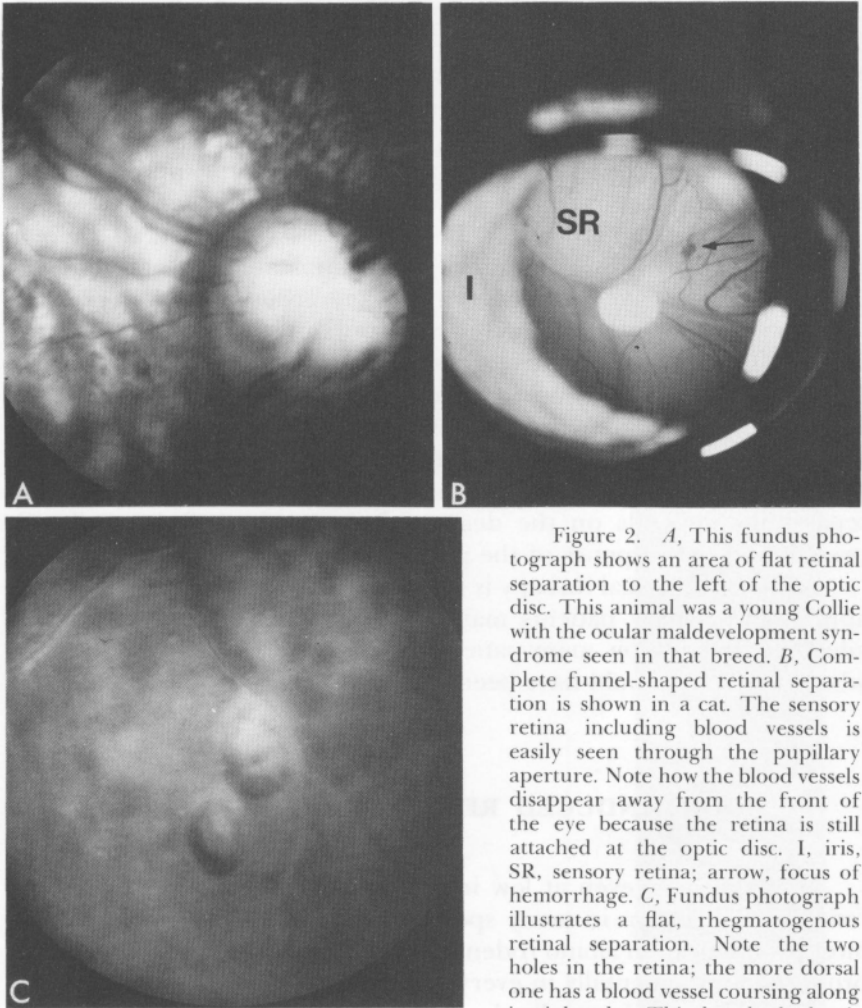 A
B
SR
I
C
Figure 2. A, This fundus pho-
tograph shows an area of flat retinal
separation to the left of the optic
disc. This animal was a young Collie
with the ocular maldevelopment syn-
drome seen in that breed. B, Com-
plete funnel-shaped retinal separa-
tion is shown in a cat. The sensory
retina including blood vessels is
easily seen through the pupillary
aperture. Note how the blood vessels
disappear away from the front of
the eye because the retina is still
attached at the optic disc. I, iris,
SR, sensory retina; arrow, focus of
hemorrhage. C, Fundus photograph
illustrates a flat, rhegmatogenous
retinal separation. Note the two
holes in the retina; the more dorsal
one has a blood vessel coursing along